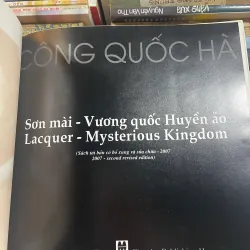 CÔNG QUỐC HÀ
Sơn mài - Vương quốc Huyền ảo
Lacquer - Mysterious Kingdom
(Sách tái bản có bổ xung và sửa chữa - 2007
2007 - second revised edition)